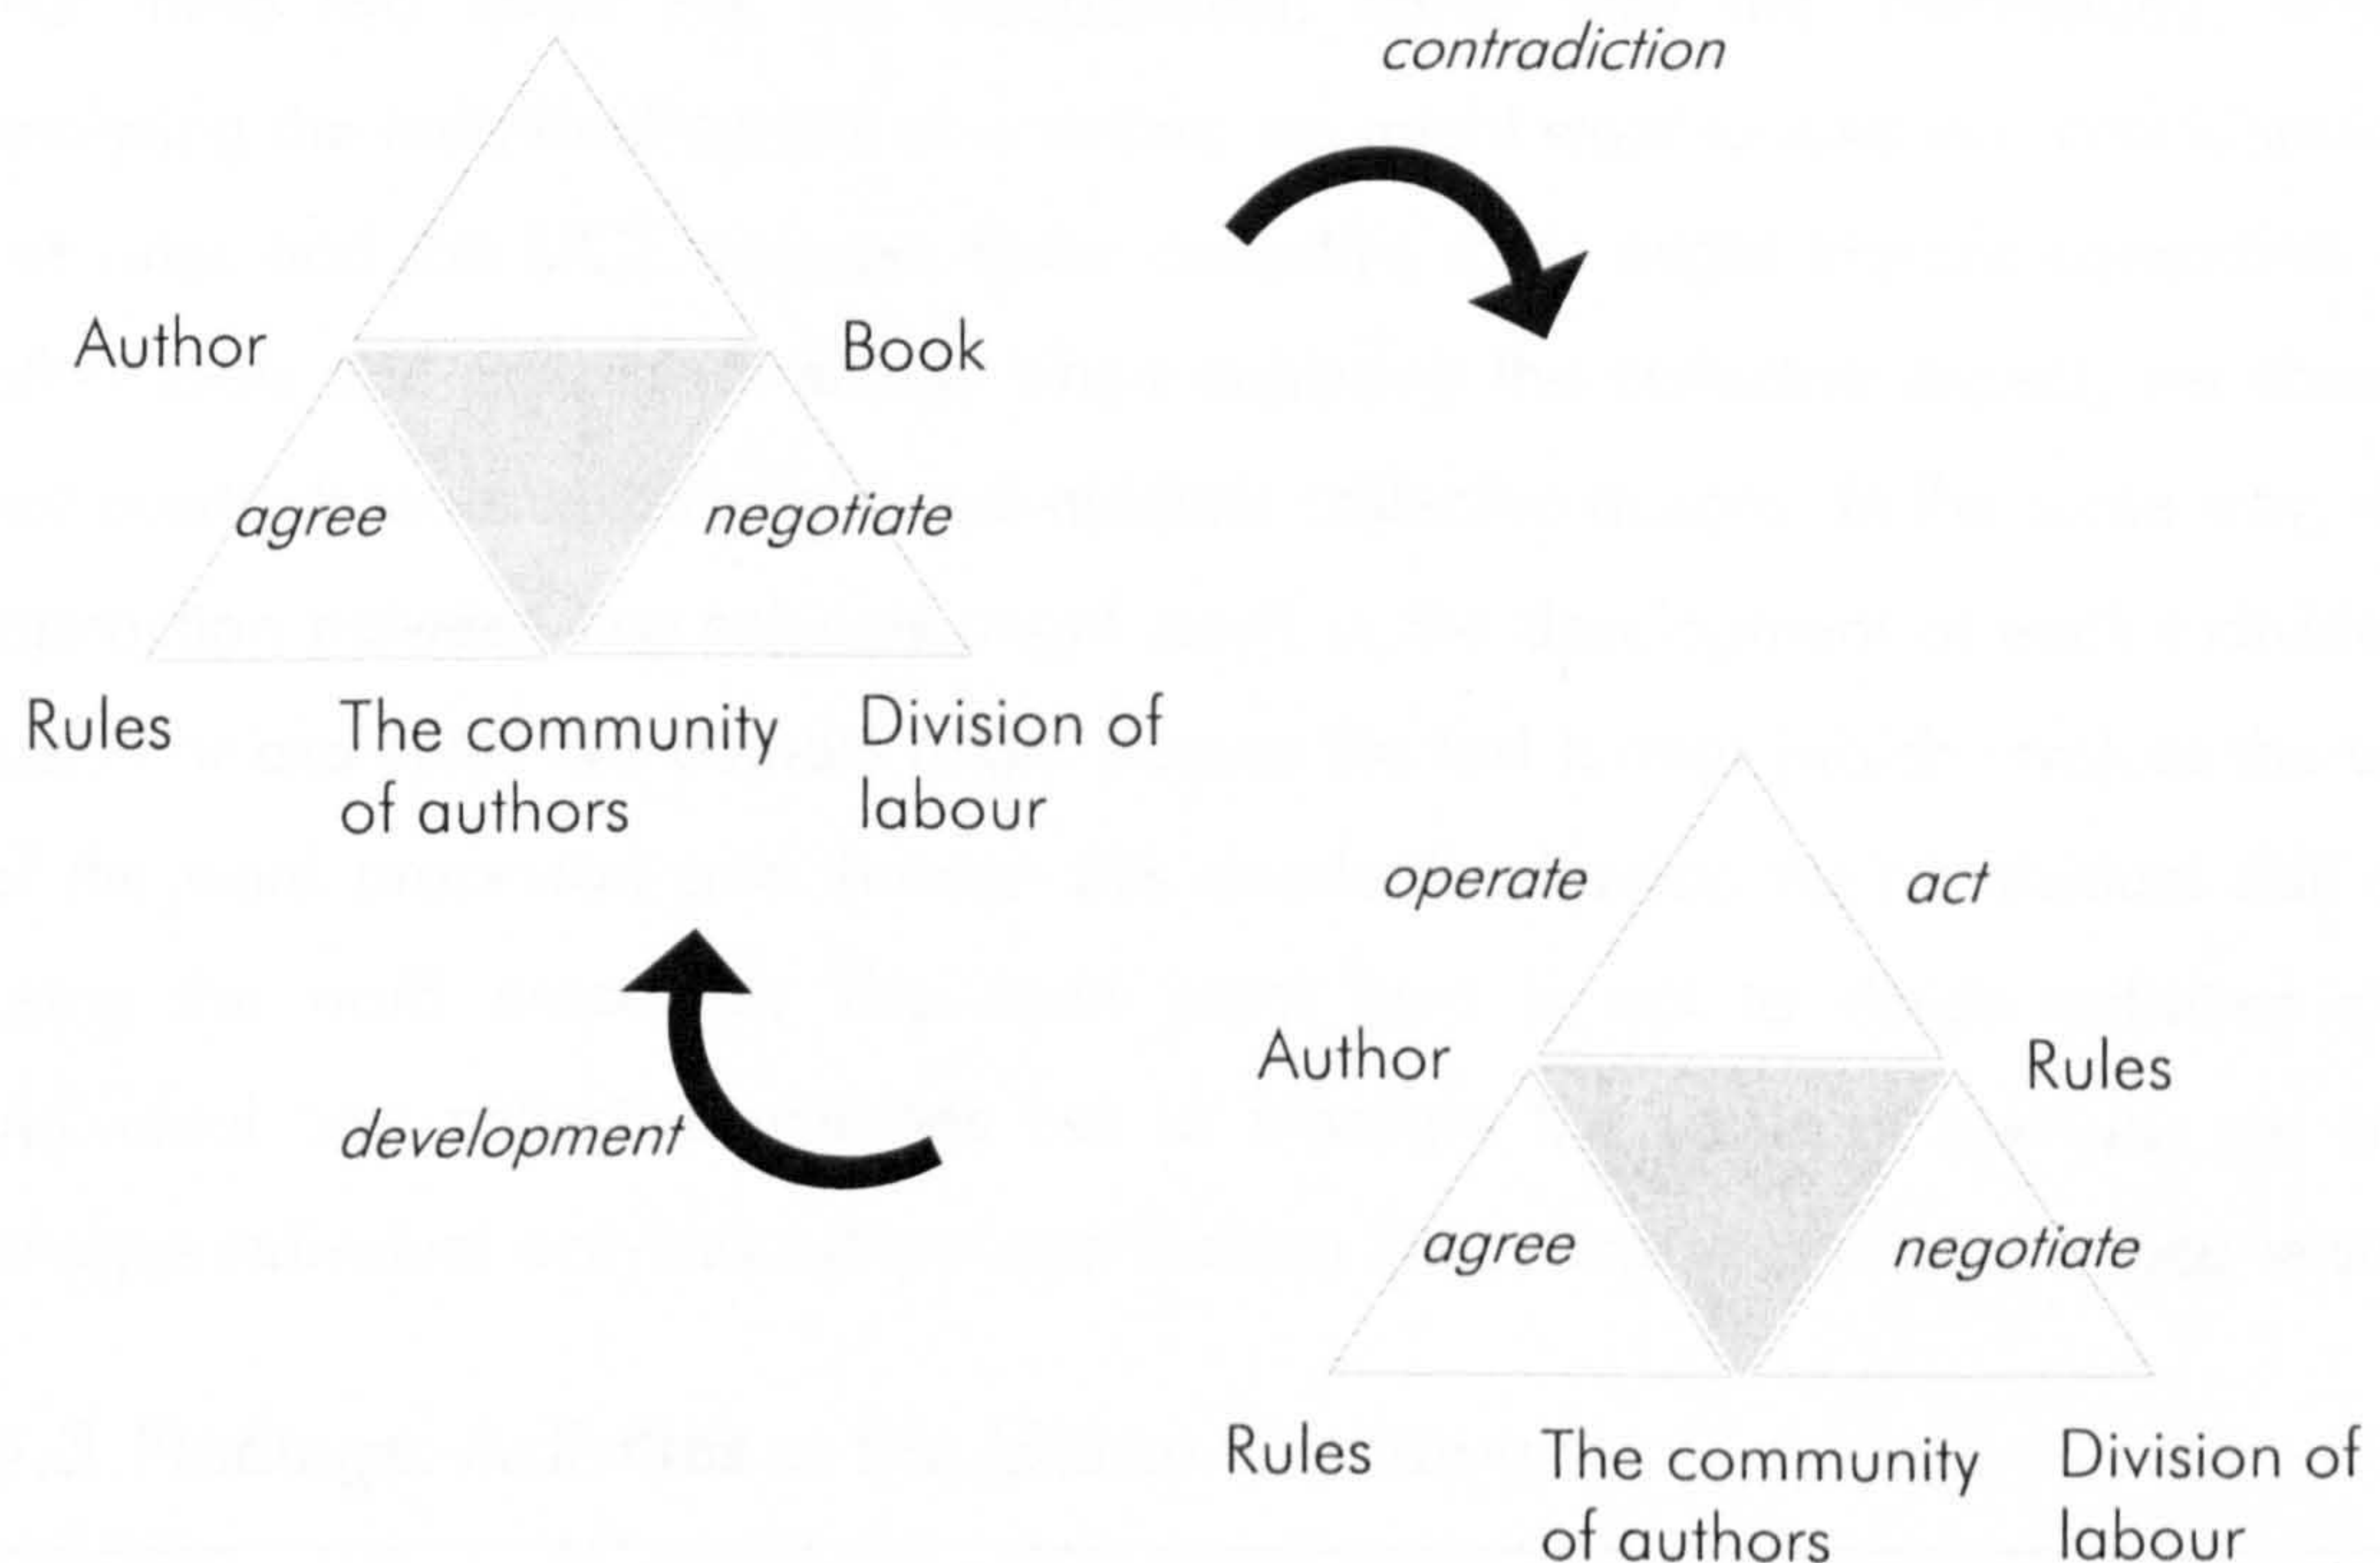 contradiction
Author
Book
agree
negotiate
Rules
The community
of authors
Division of
labour
operate
act
development
Author
Rules
agree
negotiate
Rules
The community
of authors
Division of
labour